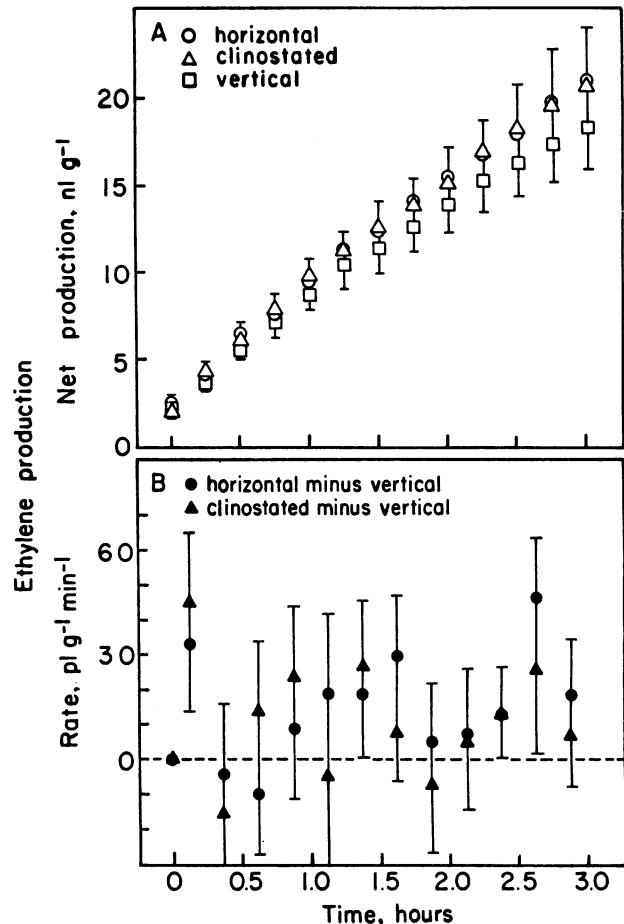 A
○ horizontal
△ clinostated
□ vertical
20
15
10
5
0
Net production, nl g⁻¹
Ethylene production
B ● horizontal minus vertical
▲ clinostated minus vertical
60
30
0
Rate, pl g⁻¹ min⁻¹
0 0.5 1.0 1.5 2.0 2.5 3.0
Time, hours